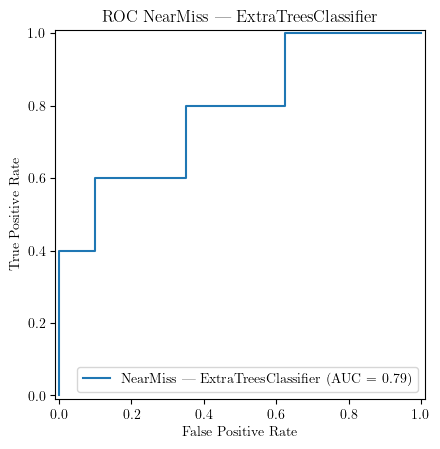 ROC NearMiss — ExtraTreesClassifier
1.0
0.8
0.6
0.4
0.2
0.0
True Positive Rate
NearMiss — ExtraTreesClassifier (AUC = 0.79)
0.0 0.2 0.4 0.6 0.8 1.0
False Positive Rate